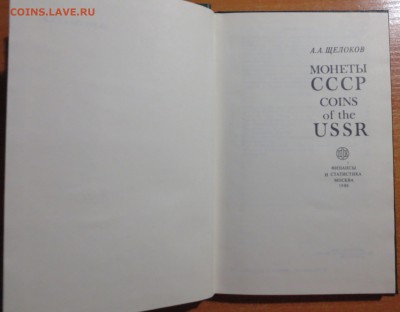 COINS.LAVE.RU
А.А. ЩЕЛОКОВ
МОНЕТЫ
СССР
COINS
of the
USSR
ФИНАНСЫ
И СТАТИСТИКА
МОСКВА